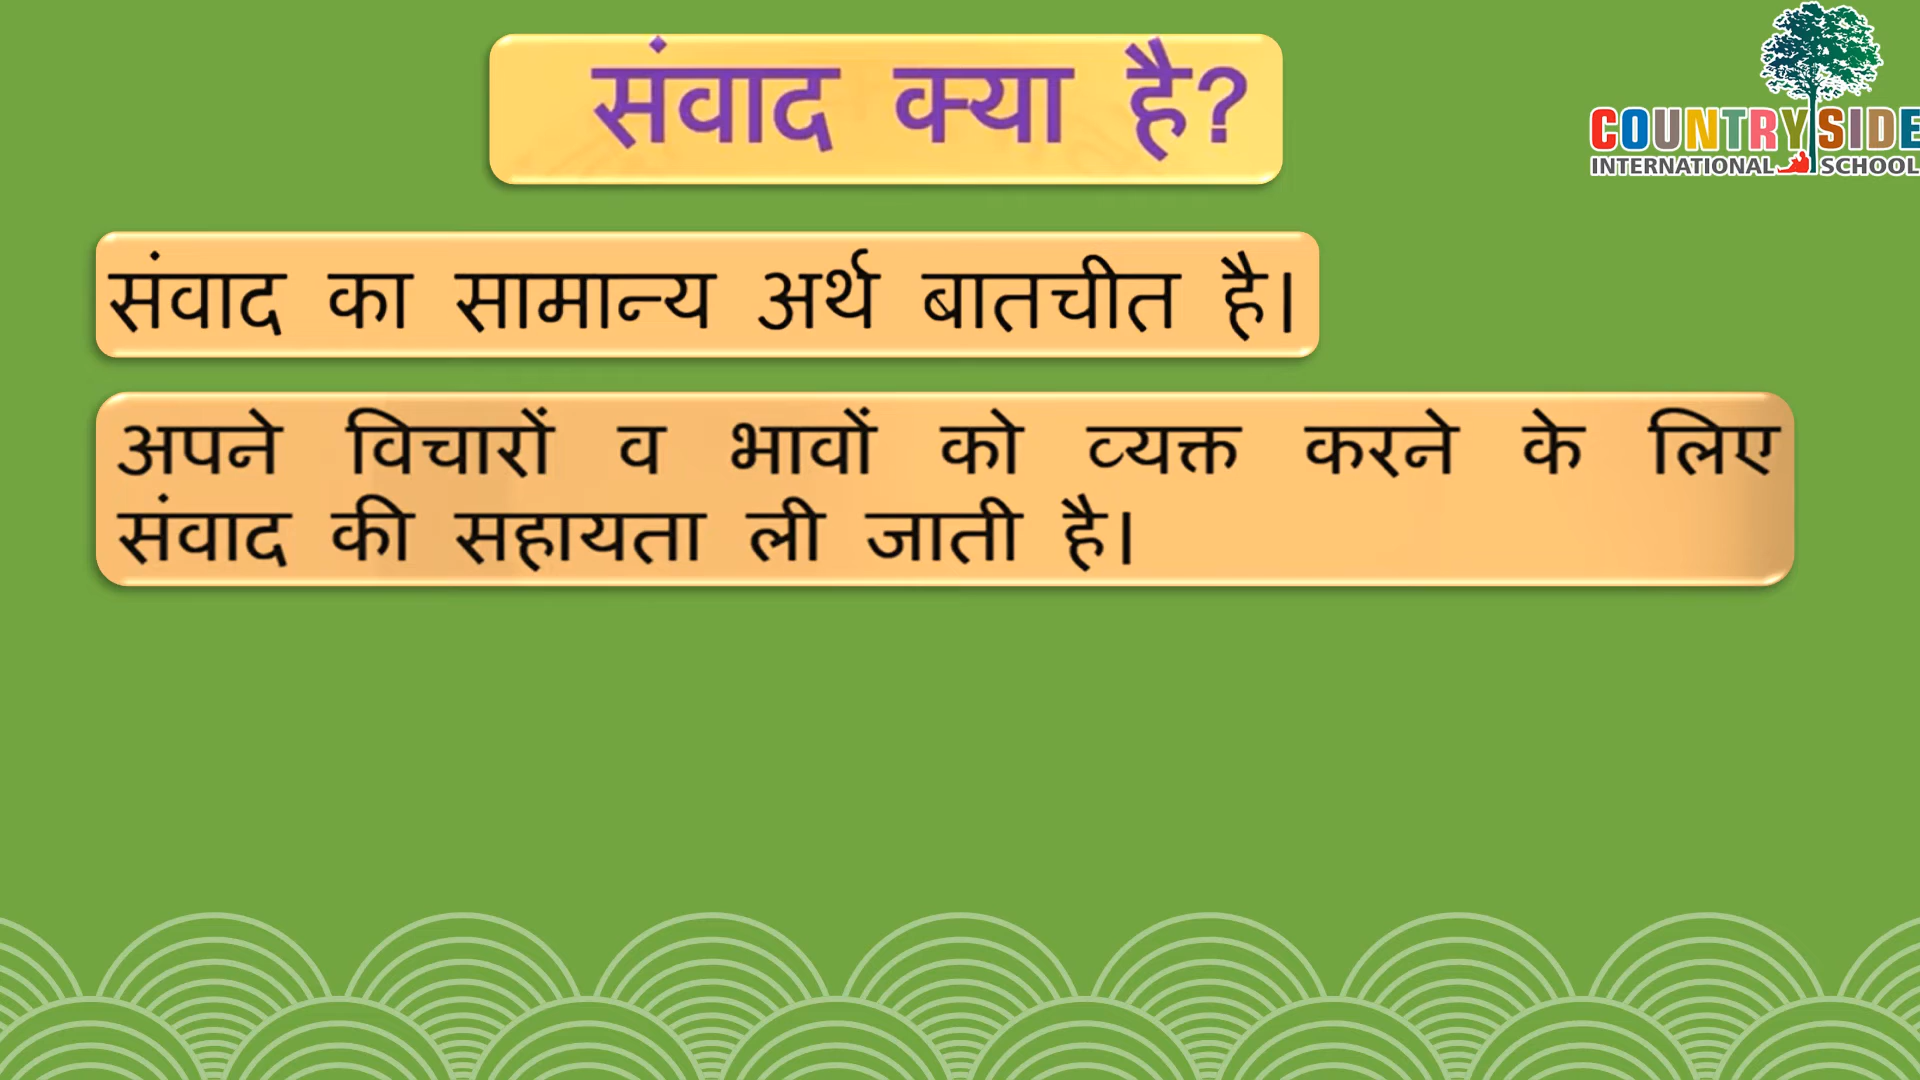 संवाद क्या है?
COUNTRYSIDE
INTERNATIONAL SCHOOL
संवाद का सामान्य अर्थ बातचीत है।
अपने विचारों व भावों को व्यक्त करने के लिए
संवाद की सहायता ली जाती है।